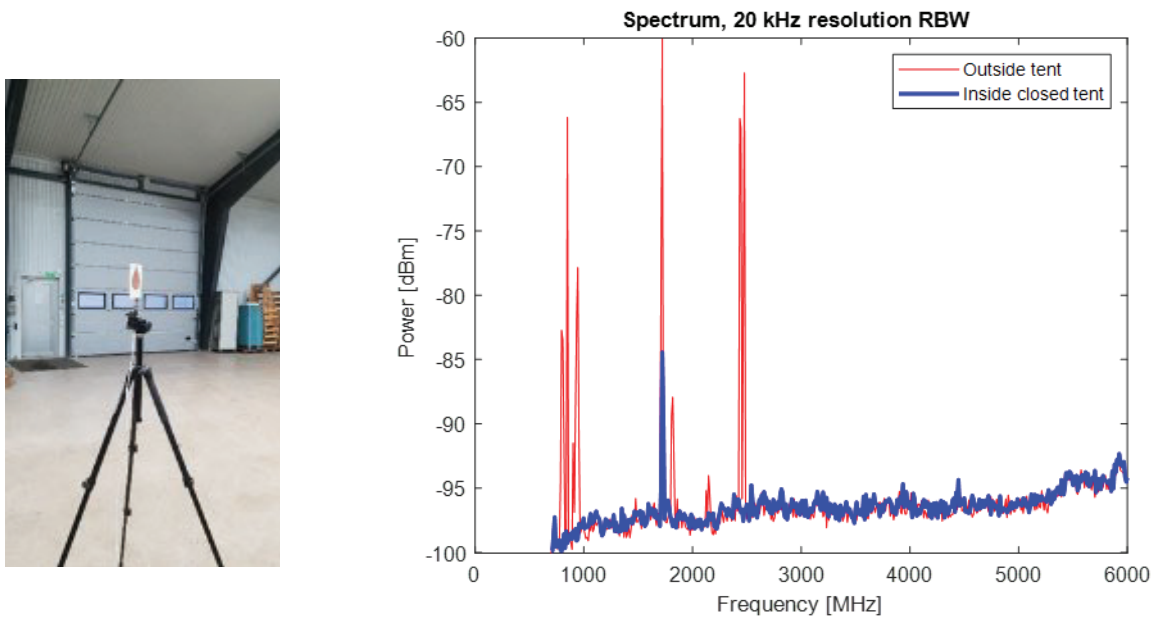 Spectrum, 20 kHz resolution RBW
Outside tent
Inside closed tent
Power [dBm]
-60
-65
-70
-75
-80
-85
-90
-95
-100
0 1000 2000 3000 4000 5000 6000
Frequency [MHz]